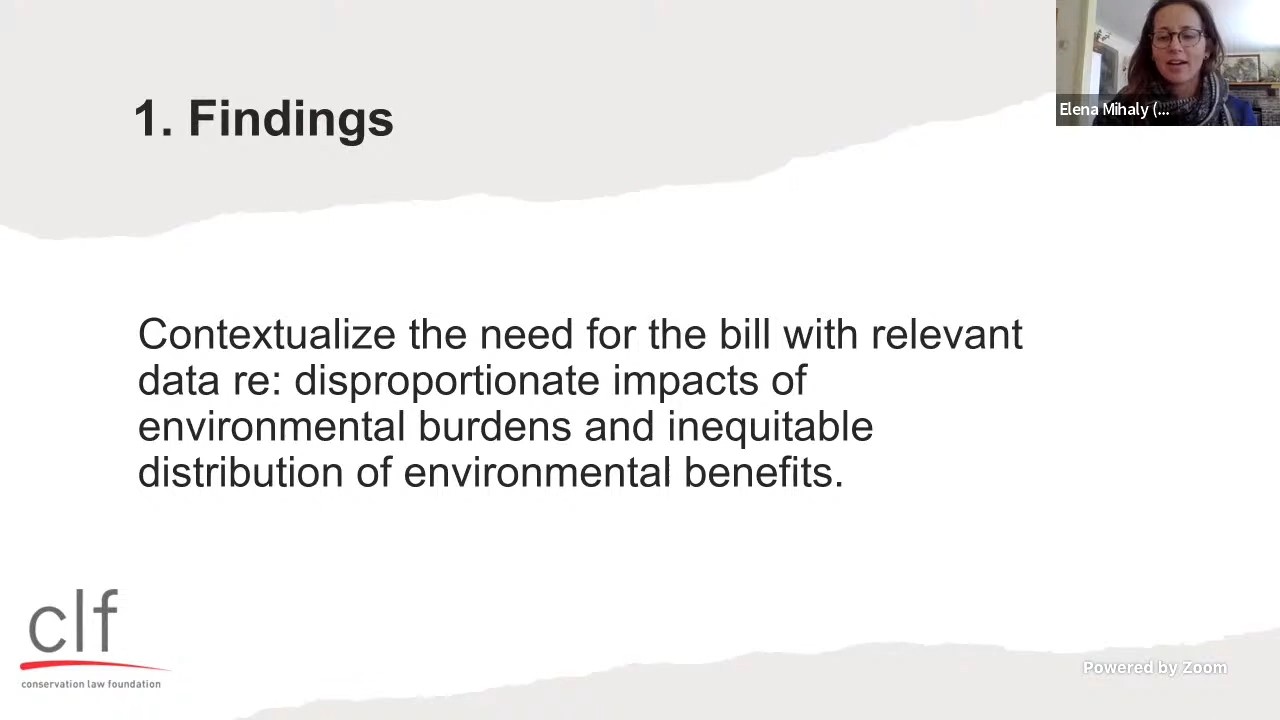 1. Findings
Elena Mihaly (...
Contextualize the need for the bill with relevant
data re: disproportionate impacts of
environmental burdens and inequitable
distribution of environmental benefits.
clf
conservation law foundation
Powered by Zoom